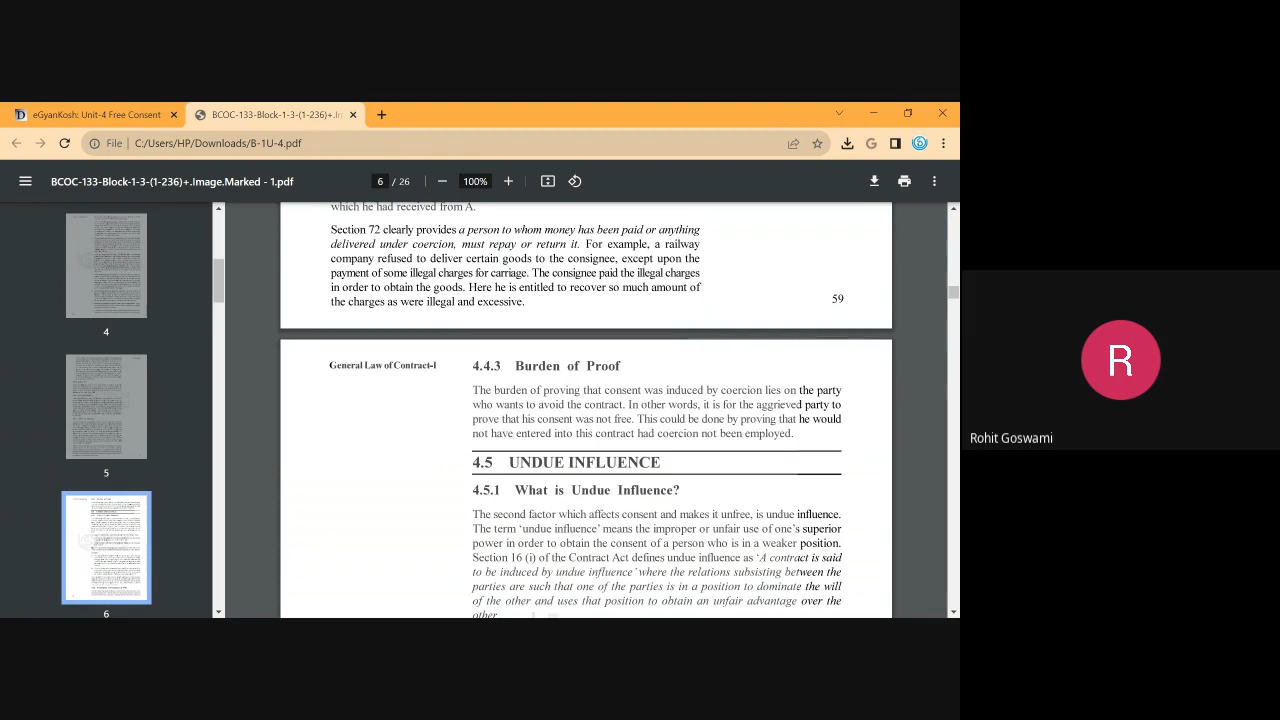 eGyanKosh: Unit-4 Free Consent
BCOC-133-Block-1-3-(1-236)+.Im
File C:/Users/HP/Downloads/B-1U-4.pdf
BCOC-133-Block-1-3-(1-236)+.Image.Marked - 1.pdf
6 / 26
100%
4
5
6
which he had received from A.
Section 72 clearly provides a person to whom money has been paid or anything
delivered under coercion, must repay or return it. For example, a railway
company refused to deliver certain goods to the consignee, except upon the
payment of some illegal charges for carriage. The consignee paid the illegal charges
in order to obtain the goods. Here he is entitled to recover so much amount of
the charges as were illegal and excessive.
59
General Law of Contract-I
4.4.3 Burden of Proof
The burden of proving that consent was induced by coercion lies on the party
who wants to avoid the contract. In other words, it is for the aggrieved party to
prove that his consent was not free. This could be done by proving that he would
not have entered into this contract had coercion not been employed.
4.5 UNDUE INFLUENCE
4.5.1 What is Undue Influence?
The second factor which affects consent and makes it unfree, is undue influence.
The term 'undue influence' means the improper or unfair use of one's superior
power in order to obtain the consent of a person who is in a weaker position.
Section 16 (i) of the Contract Act defines undue influence as 'A contract is said
to be induced by undue influence' where the relations subsisting between the
parties are such that one of the parties is in a position to dominate the will
of the other and uses that position to obtain an unfair advantage over the
other
R
Rohit Goswami